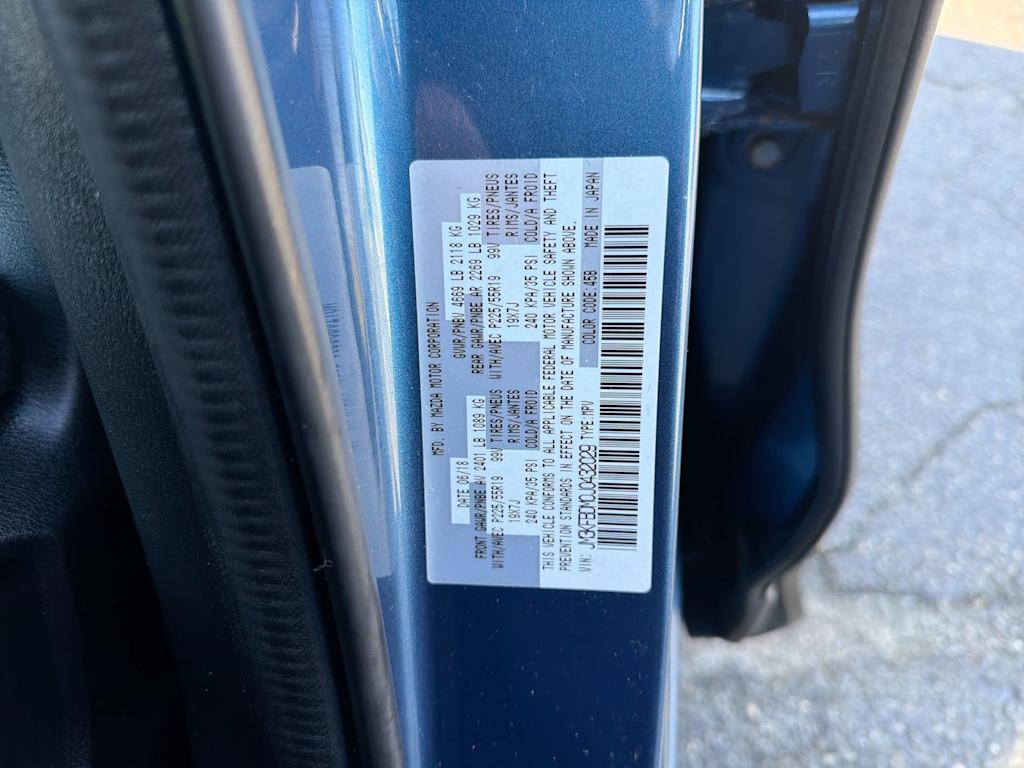 MFD. BY MAZDA MOTOR CORPORATION
DATE 06/18 GVWR/PNBV 4669 LB 2118 KG
FRONT GAWR/PNBE AV 2401 LB 1089 KG REAR GAWR/PNBE AR 2269 LB 1029 KG
WITH/AVEC P225/55R19 99V TIRES/PNEUS WITH/AVEC P225/55R19 99V TIRES/PNEUS
19X7J RIMS/JANTES 19X7J RIMS/JANTES
240 KPA/35 PSI COLD/A FROID 240 KPA/35 PSI COLD/A FROID
THIS VEHICLE CONFORMS TO ALL APPLICABLE FEDERAL MOTOR VEHICLE SAFETY AND THEFT
PREVENTION STANDARDS IN EFFECT ON THE DATE OF MANUFACTURE SHOWN ABOVE.
VIN: JM3KFBDMXJ0432029 TYPE:MPV COLOR CODE:45B MADE IN JAPAN